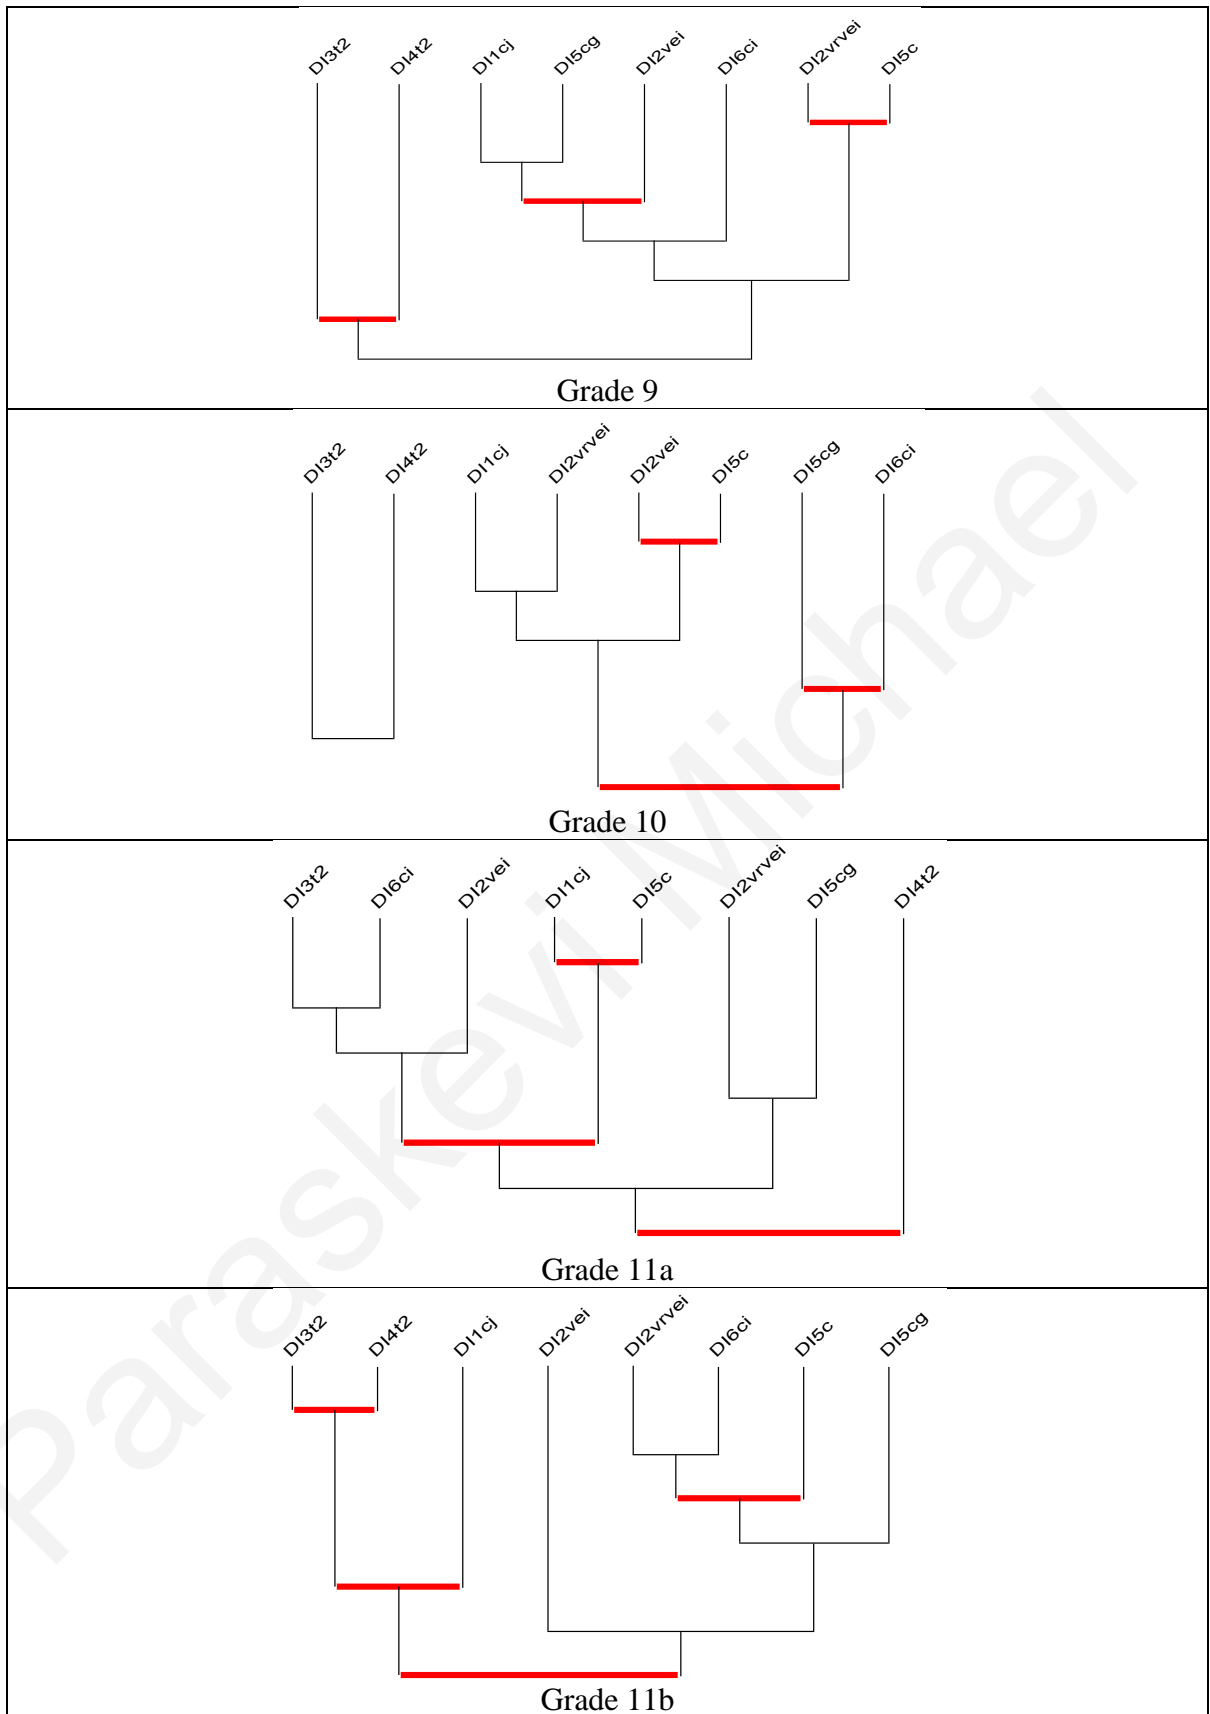 DI3t2 DI4t2 DI1cj DI5cg DI2vei DI6ci DI2vrvei DI5c
Grade 9
DI3t2 DI4t2 DI1cj DI2vrvei DI2vei DI5c DI5cg DI6ci
Grade 10
DI3t2 DI6ci DI2vei DI1cj DI5c DI2vrvei DI5cg DI4t2
Grade 11a
DI3t2 DI4t2 DI1cj DI2vei DI2vrvei DI6ci DI5c DI5cg
Grade 11b
Paraskevi Michael